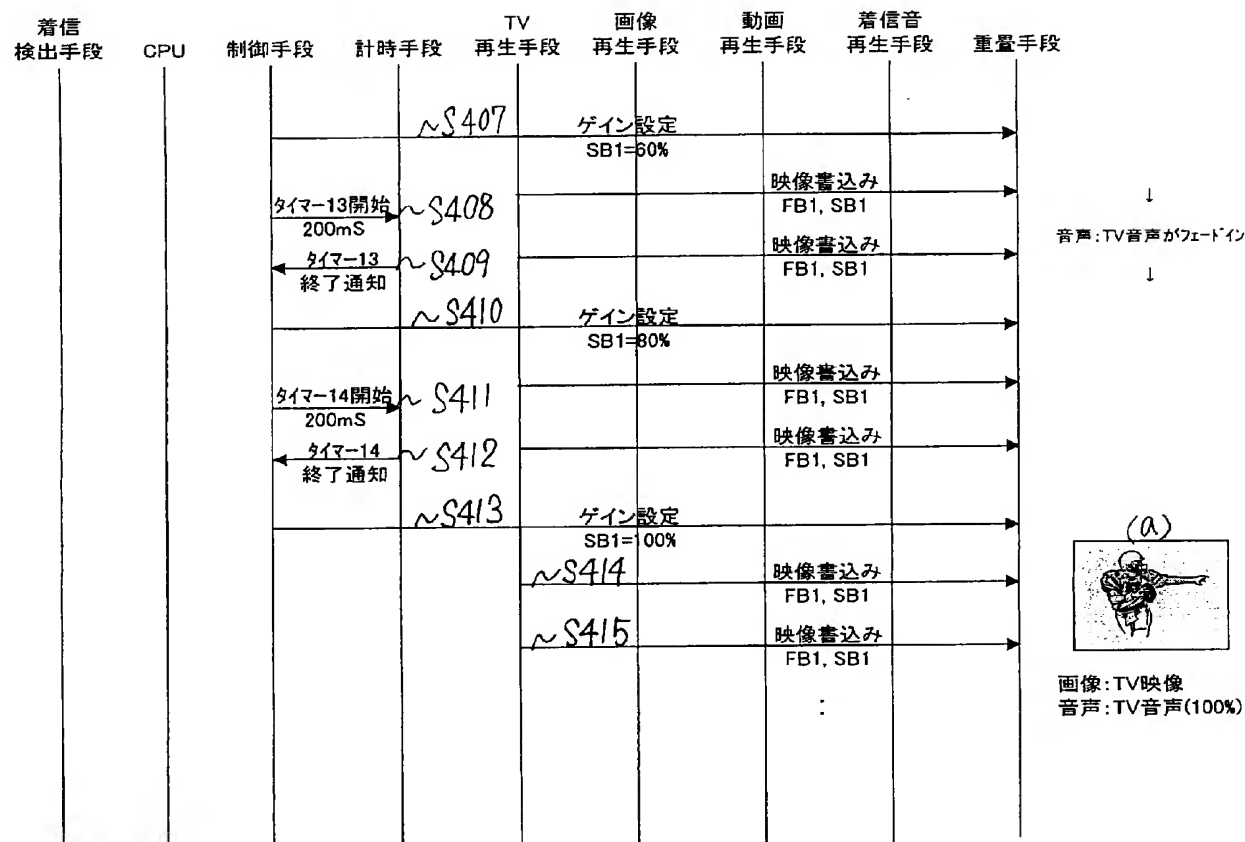 着信
検出手段
CPU
制御手段
計時手段
TV
再生手段
画像
再生手段
動画
再生手段
着信音
再生手段
重畳手段
~S407
ゲイン設定
SB1=60%
映像書込み
FB1, SB1
↓
タイマー13開始
~S408
200mS
音声:TV音声がフェードイン
映像書込み
FB1, SB1
↓
タイマー13
~S409
終了通知
~S410
ゲイン設定
SB1=80%
映像書込み
FB1, SB1
タイマー14開始
~S411
200mS
映像書込み
FB1, SB1
タイマー14
~S412
終了通知
~S413
ゲイン設定
SB1=100%
(a)
~S414
映像書込み
FB1, SB1
~S415
映像書込み
FB1, SB1
画像:TV映像
音声:TV音声(100%)
: